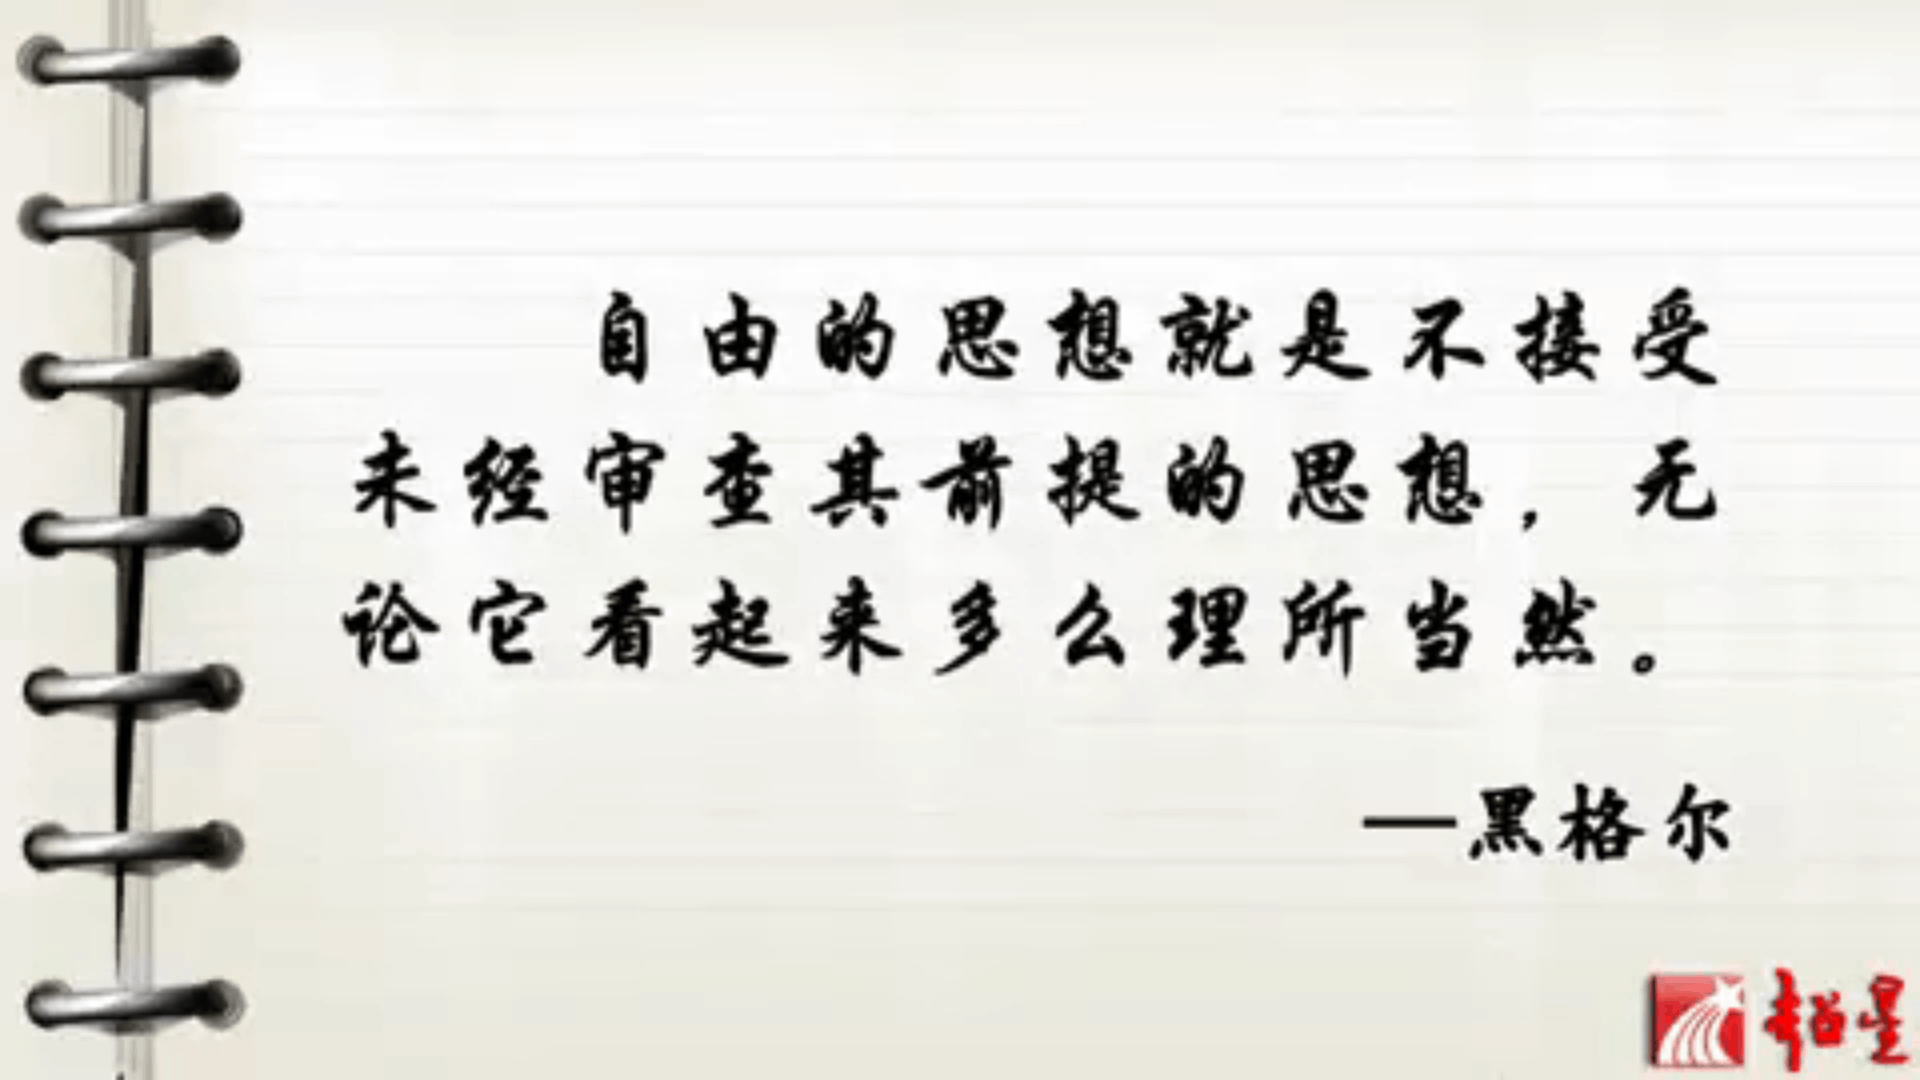 自由的思想就是不接受
未经审查其前提的思想，无
论它看起来多么理所当然。
—黑格尔
超星